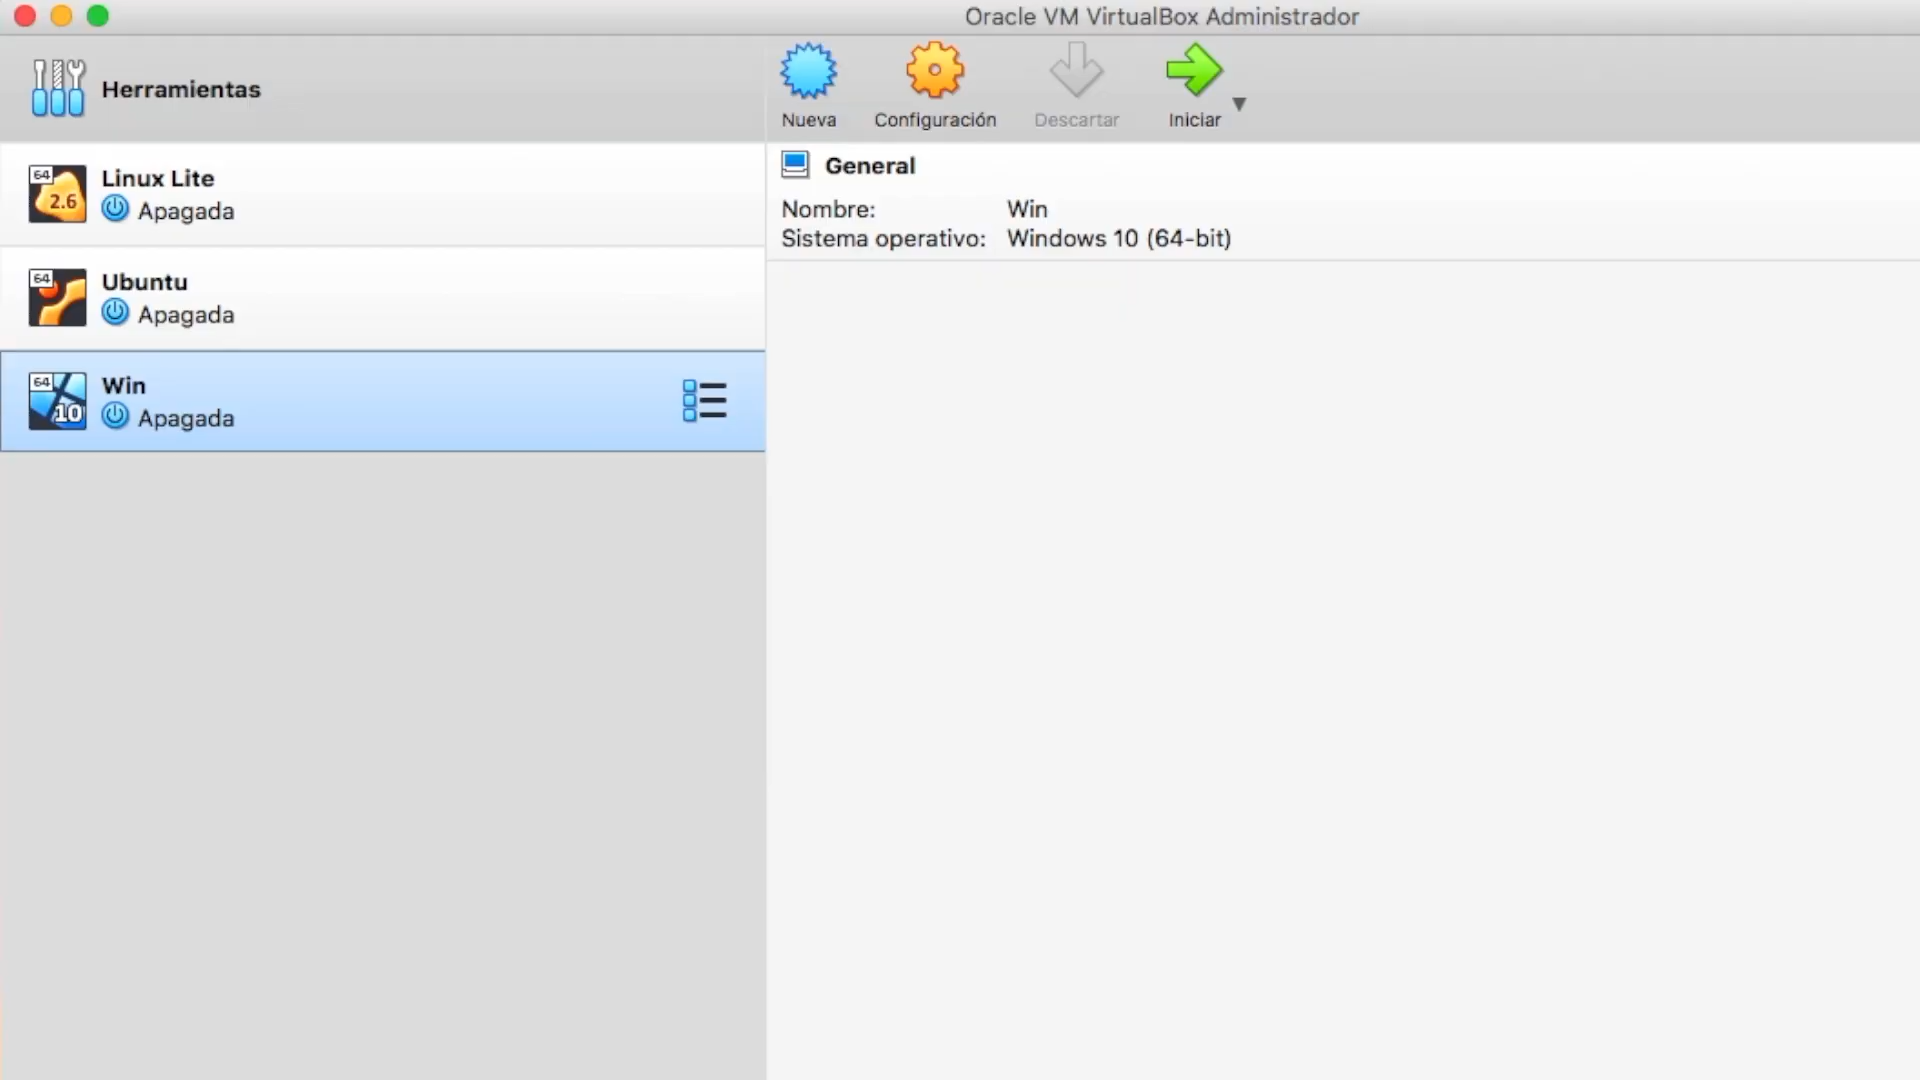 Oracle VM VirtualBox Administrador
Herramientas
Nueva
Configuración
Descartar
Iniciar
64
2.6
Linux Lite
Apagada
64
Ubuntu
Apagada
64
10
Win
Apagada
General
Nombre: Win
Sistema operativo: Windows 10 (64-bit)